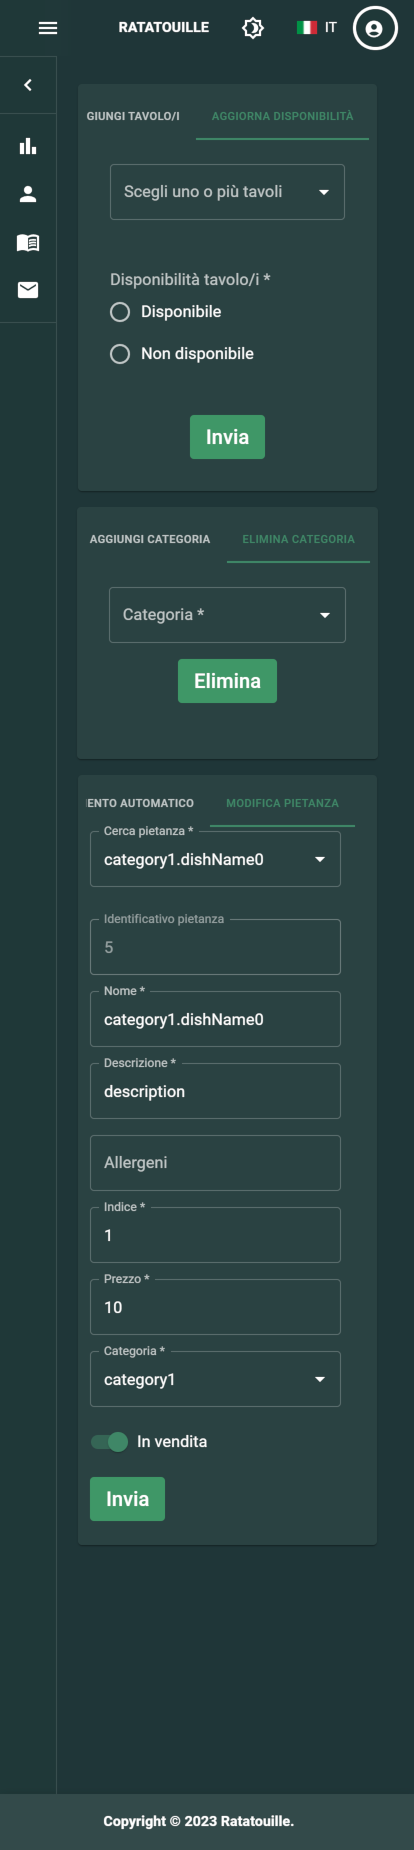 RATATOUILLE
IT
GIUNGI TAVOLO/I
AGGIORNA DISPONIBILITÀ
Scegli uno o più tavoli
Disponibilità tavolo/i *
Disponibile
Non disponibile
Invia
AGGIUNGI CATEGORIA
ELIMINA CATEGORIA
Categoria *
Elimina
ENTO AUTOMATICO
MODIFICA PIETANZA
Cerca pietanza *
category1.dishName0
Identificativo pietanza
5
Nome *
category1.dishName0
Descrizione *
description
Allergeni
Indice *
1
Prezzo *
10
Categoria *
category1
In vendita
Invia
Copyright © 2023 Ratatouille.